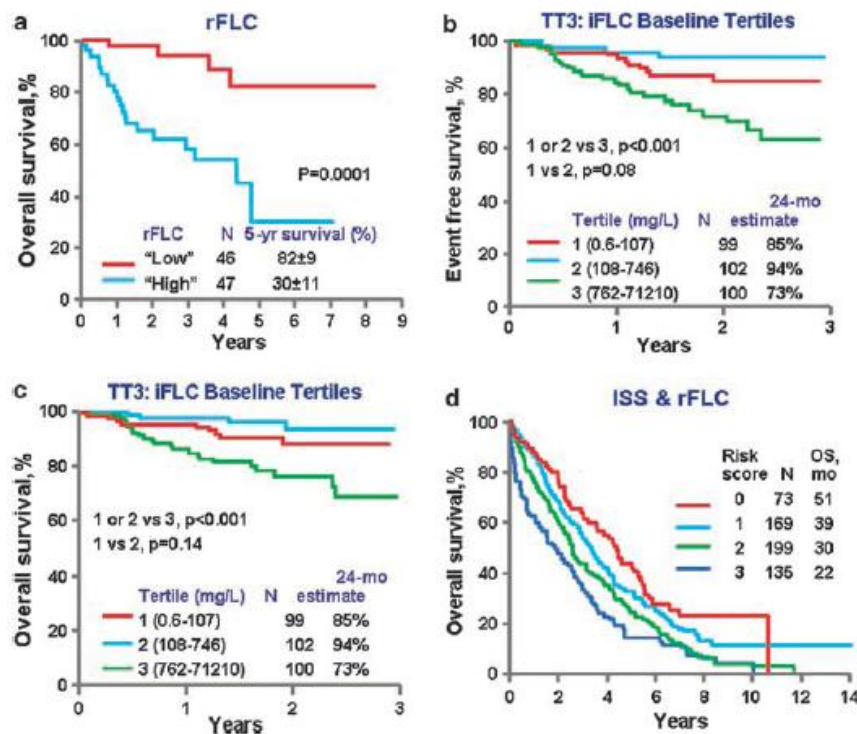 a
rFLC
Overall survival,%
100
80
60
40
20
0
P=0.0001
rFLC N 5-yr survival (%)
"Low" 46 82±9
"High" 47 30±11
0 1 2 3 4 5 6 7 8 9
Years
b
TT3: iFLC Baseline Tertiles
Event free survival, %
100
80
60
40
20
0
1 or 2 vs 3, p<0.001
1 vs 2, p=0.08
24-mo
Tertile (mg/L) N estimate
1 (0.6-107) 99 85%
2 (108-746) 102 94%
3 (762-71210) 100 73%
0 1 2 3
Years
c
TT3: iFLC Baseline Tertiles
Overall survival,%
100
80
60
40
20
0
1 or 2 vs 3, p<0.001
1 vs 2, p=0.14
24-mo
Tertile (mg/L) N estimate
1 (0.6-107) 99 85%
2 (108-746) 102 94%
3 (762-71210) 100 73%
0 1 2 3
Years
d
ISS & rFLC
Overall survival,%
100
80
60
40
20
0
Risk OS,
score N mo
0 73 51
1 169 39
2 199 30
3 135 22
0 2 4 6 8 10 12 14
Years